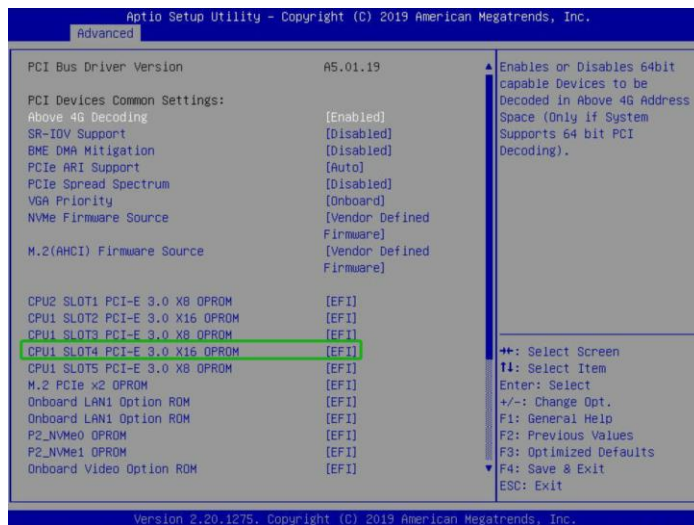 Aptio Setup Utility – Copyright (C) 2019 American Megatrends, Inc.
Advanced
PCI Bus Driver Version A5.01.19
PCI Devices Common Settings:
Above 4G Decoding [Enabled]
SR-IOV Support [Disabled]
BME DMA Mitigation [Disabled]
PCIe ARI Support [Auto]
PCIe Spread Spectrum [Disabled]
VGA Priority [Onboard]
NVMe Firmware Source [Vendor Defined
Firmware]
M.2(AHCI) Firmware Source [Vendor Defined
Firmware]
CPU2 SLOT1 PCI-E 3.0 X8 OPROM [EFI]
CPU1 SLOT2 PCI-E 3.0 X16 OPROM [EFI]
CPU1 SLOT3 PCI-E 3.0 X8 OPROM [EFI]
CPU1 SLOT4 PCI-E 3.0 X16 OPROM [EFI]
CPU1 SLOT5 PCI-E 3.0 X8 OPROM [EFI]
M.2 PCIe x2 OPROM [EFI]
Onboard LAN1 Option ROM [EFI]
Onboard LAN1 Option ROM [EFI]
P2_NVMe0 OPROM [EFI]
P2_NVMe1 OPROM [EFI]
Onboard Video Option ROM [EFI]
Enables or Disables 64bit
capable Devices to be
Decoded in Above 4G Address
Space (Only if System
Supports 64 bit PCI
Decoding).
→←: Select Screen
↑↓: Select Item
Enter: Select
+/-: Change Opt.
F1: General Help
F2: Previous Values
F3: Optimized Defaults
F4: Save & Exit
ESC: Exit
Version 2.20.1275. Copyright (C) 2019 American Megatrends, Inc.